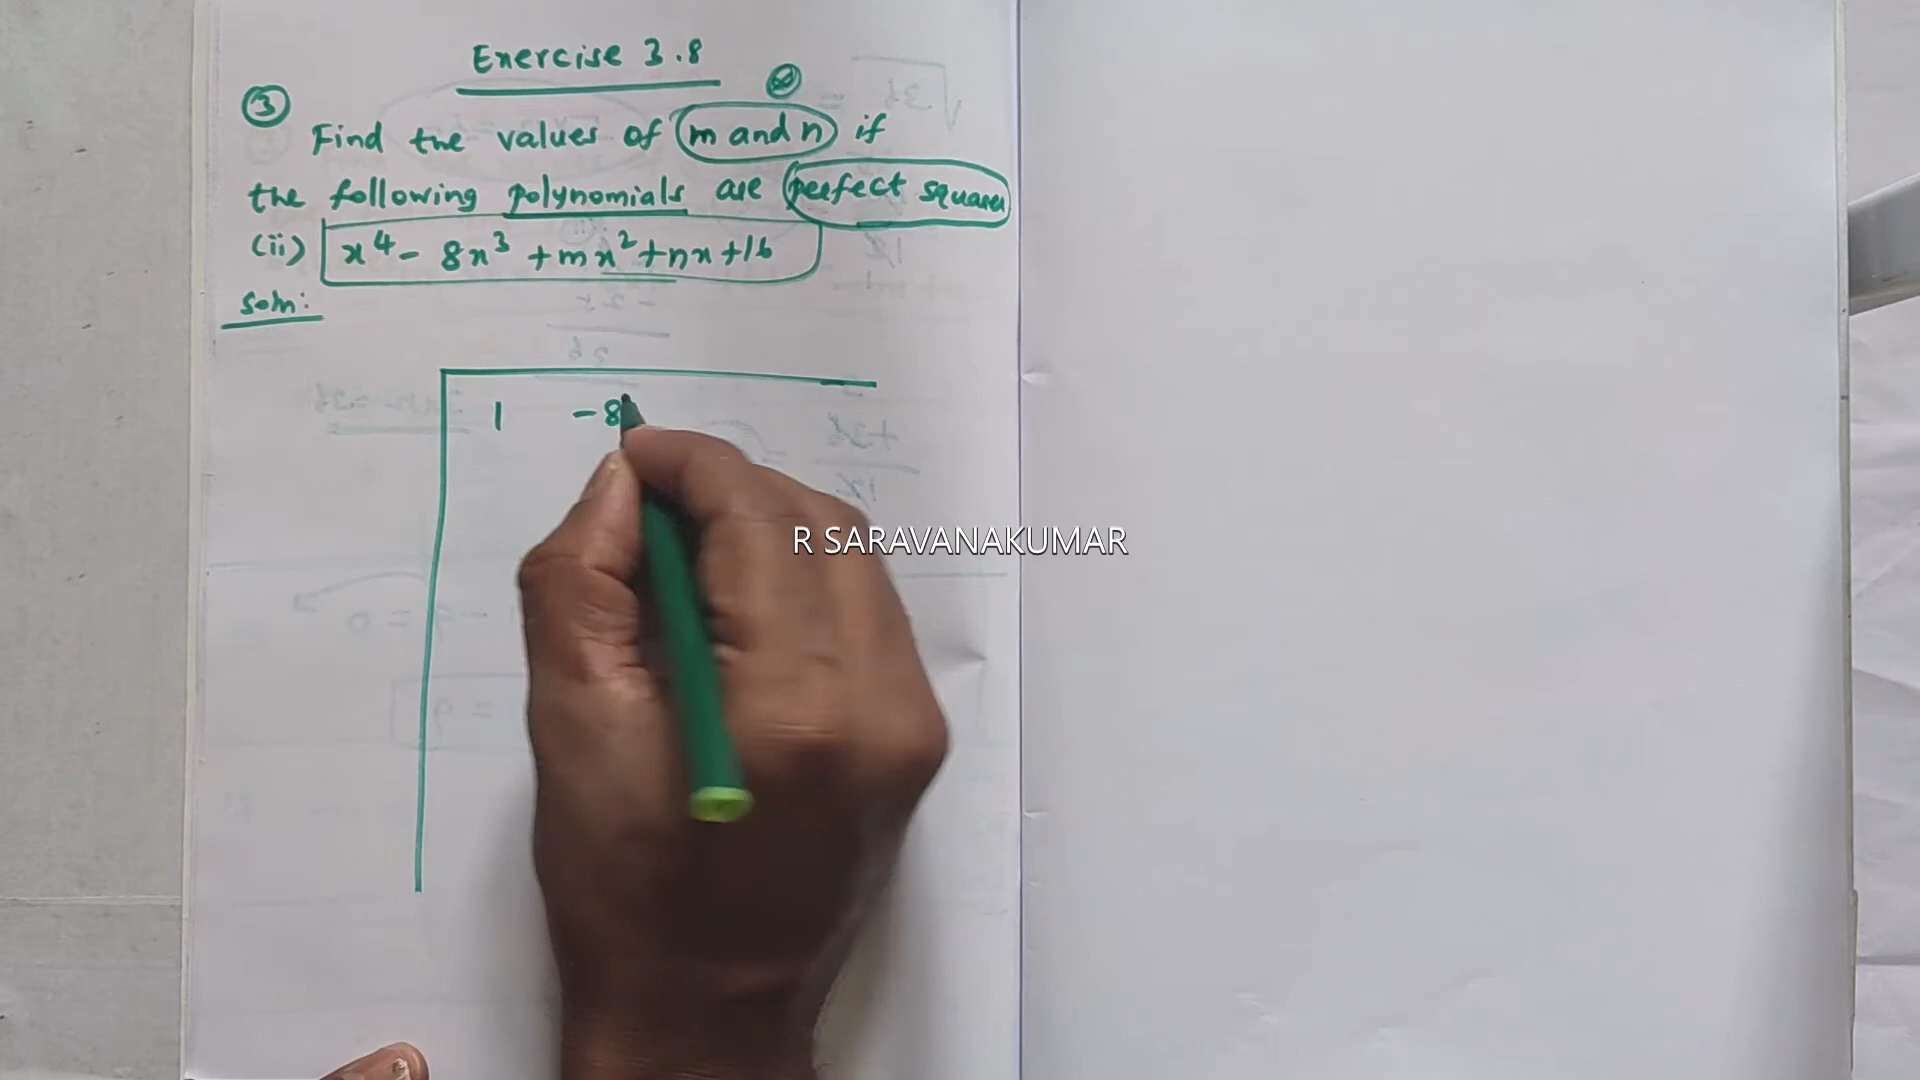 Exercise 3.8
③
Find the values of m and n if
the following polynomials are perfect squares
(ii) x⁴ - 8x³ + mx² + nx + 16
soln:
1 -8
R SARAVANAKUMAR